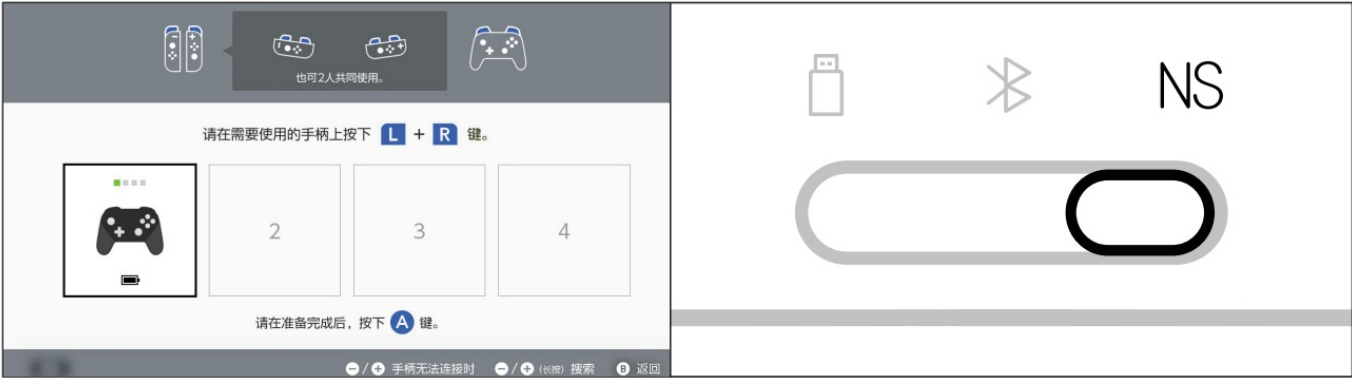 也可2人共同使用。
请在需要使用的手柄上按下 L + R 键。
2
3
4
请在准备完成后，按下 A 键。
⊖/⊕ 手柄无法连接时 ⊖/⊕ (长按) 搜索 B 返回
NS